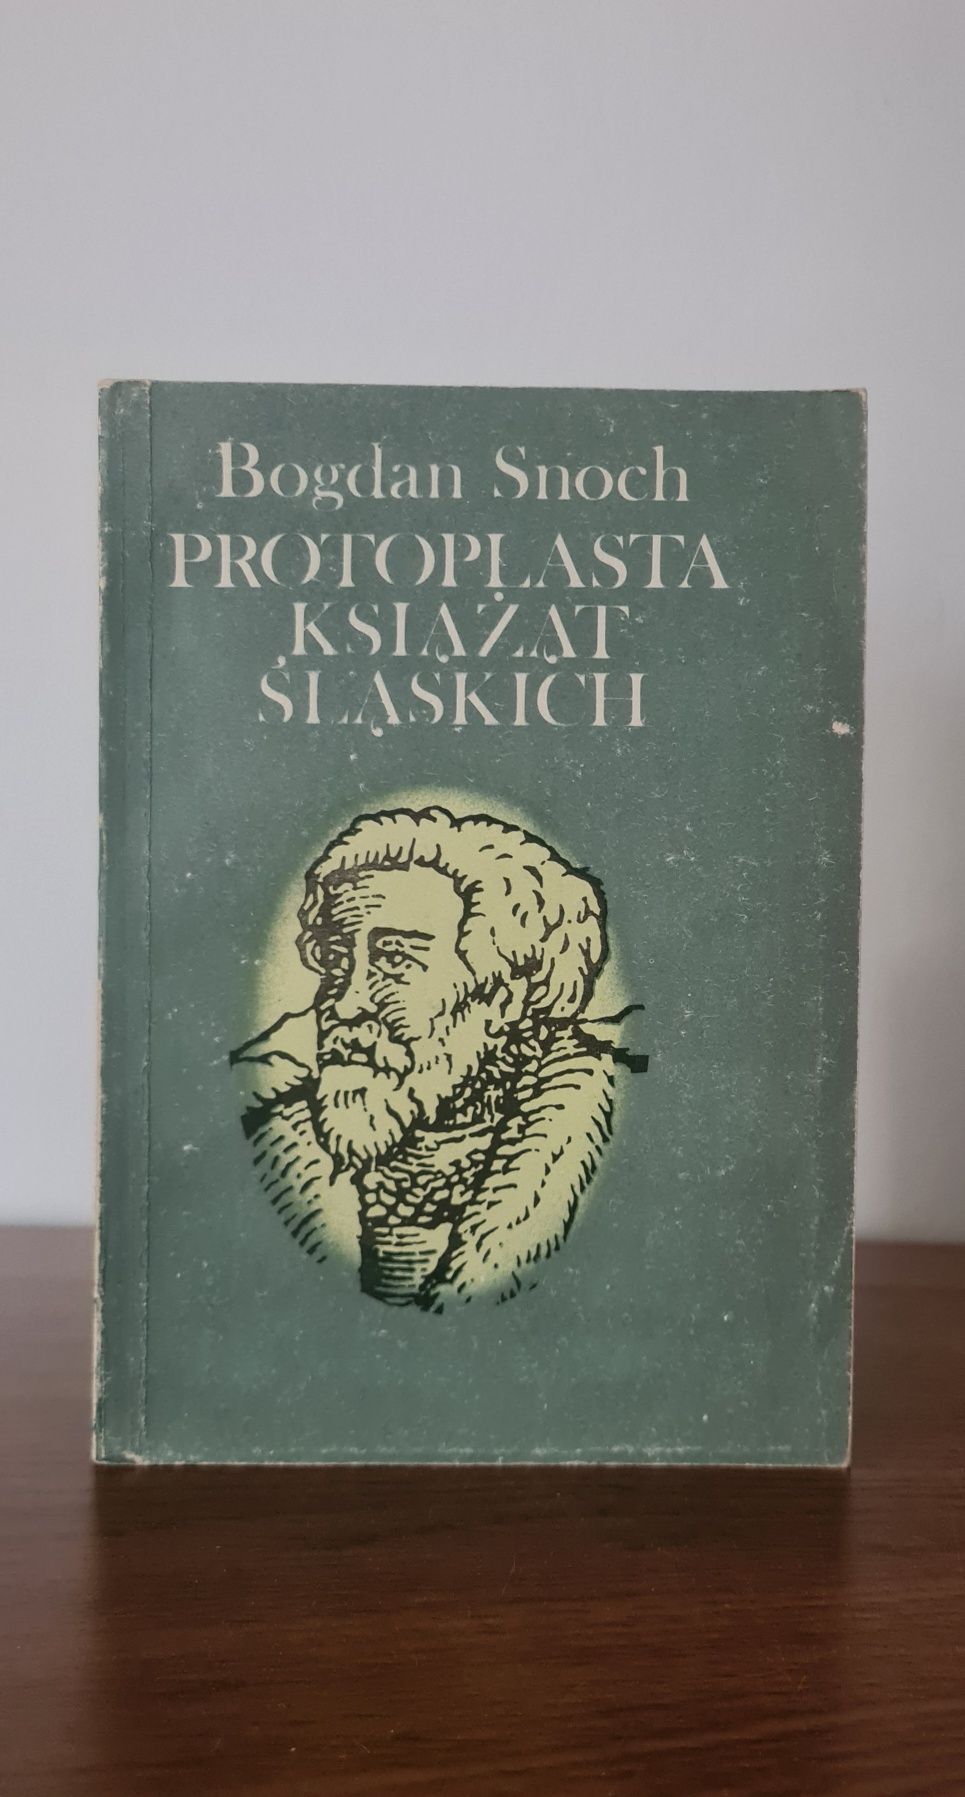 Bogdan Snoch
PROTOPLASTA
KSIĄŻĄT
ŚLĄSKICH